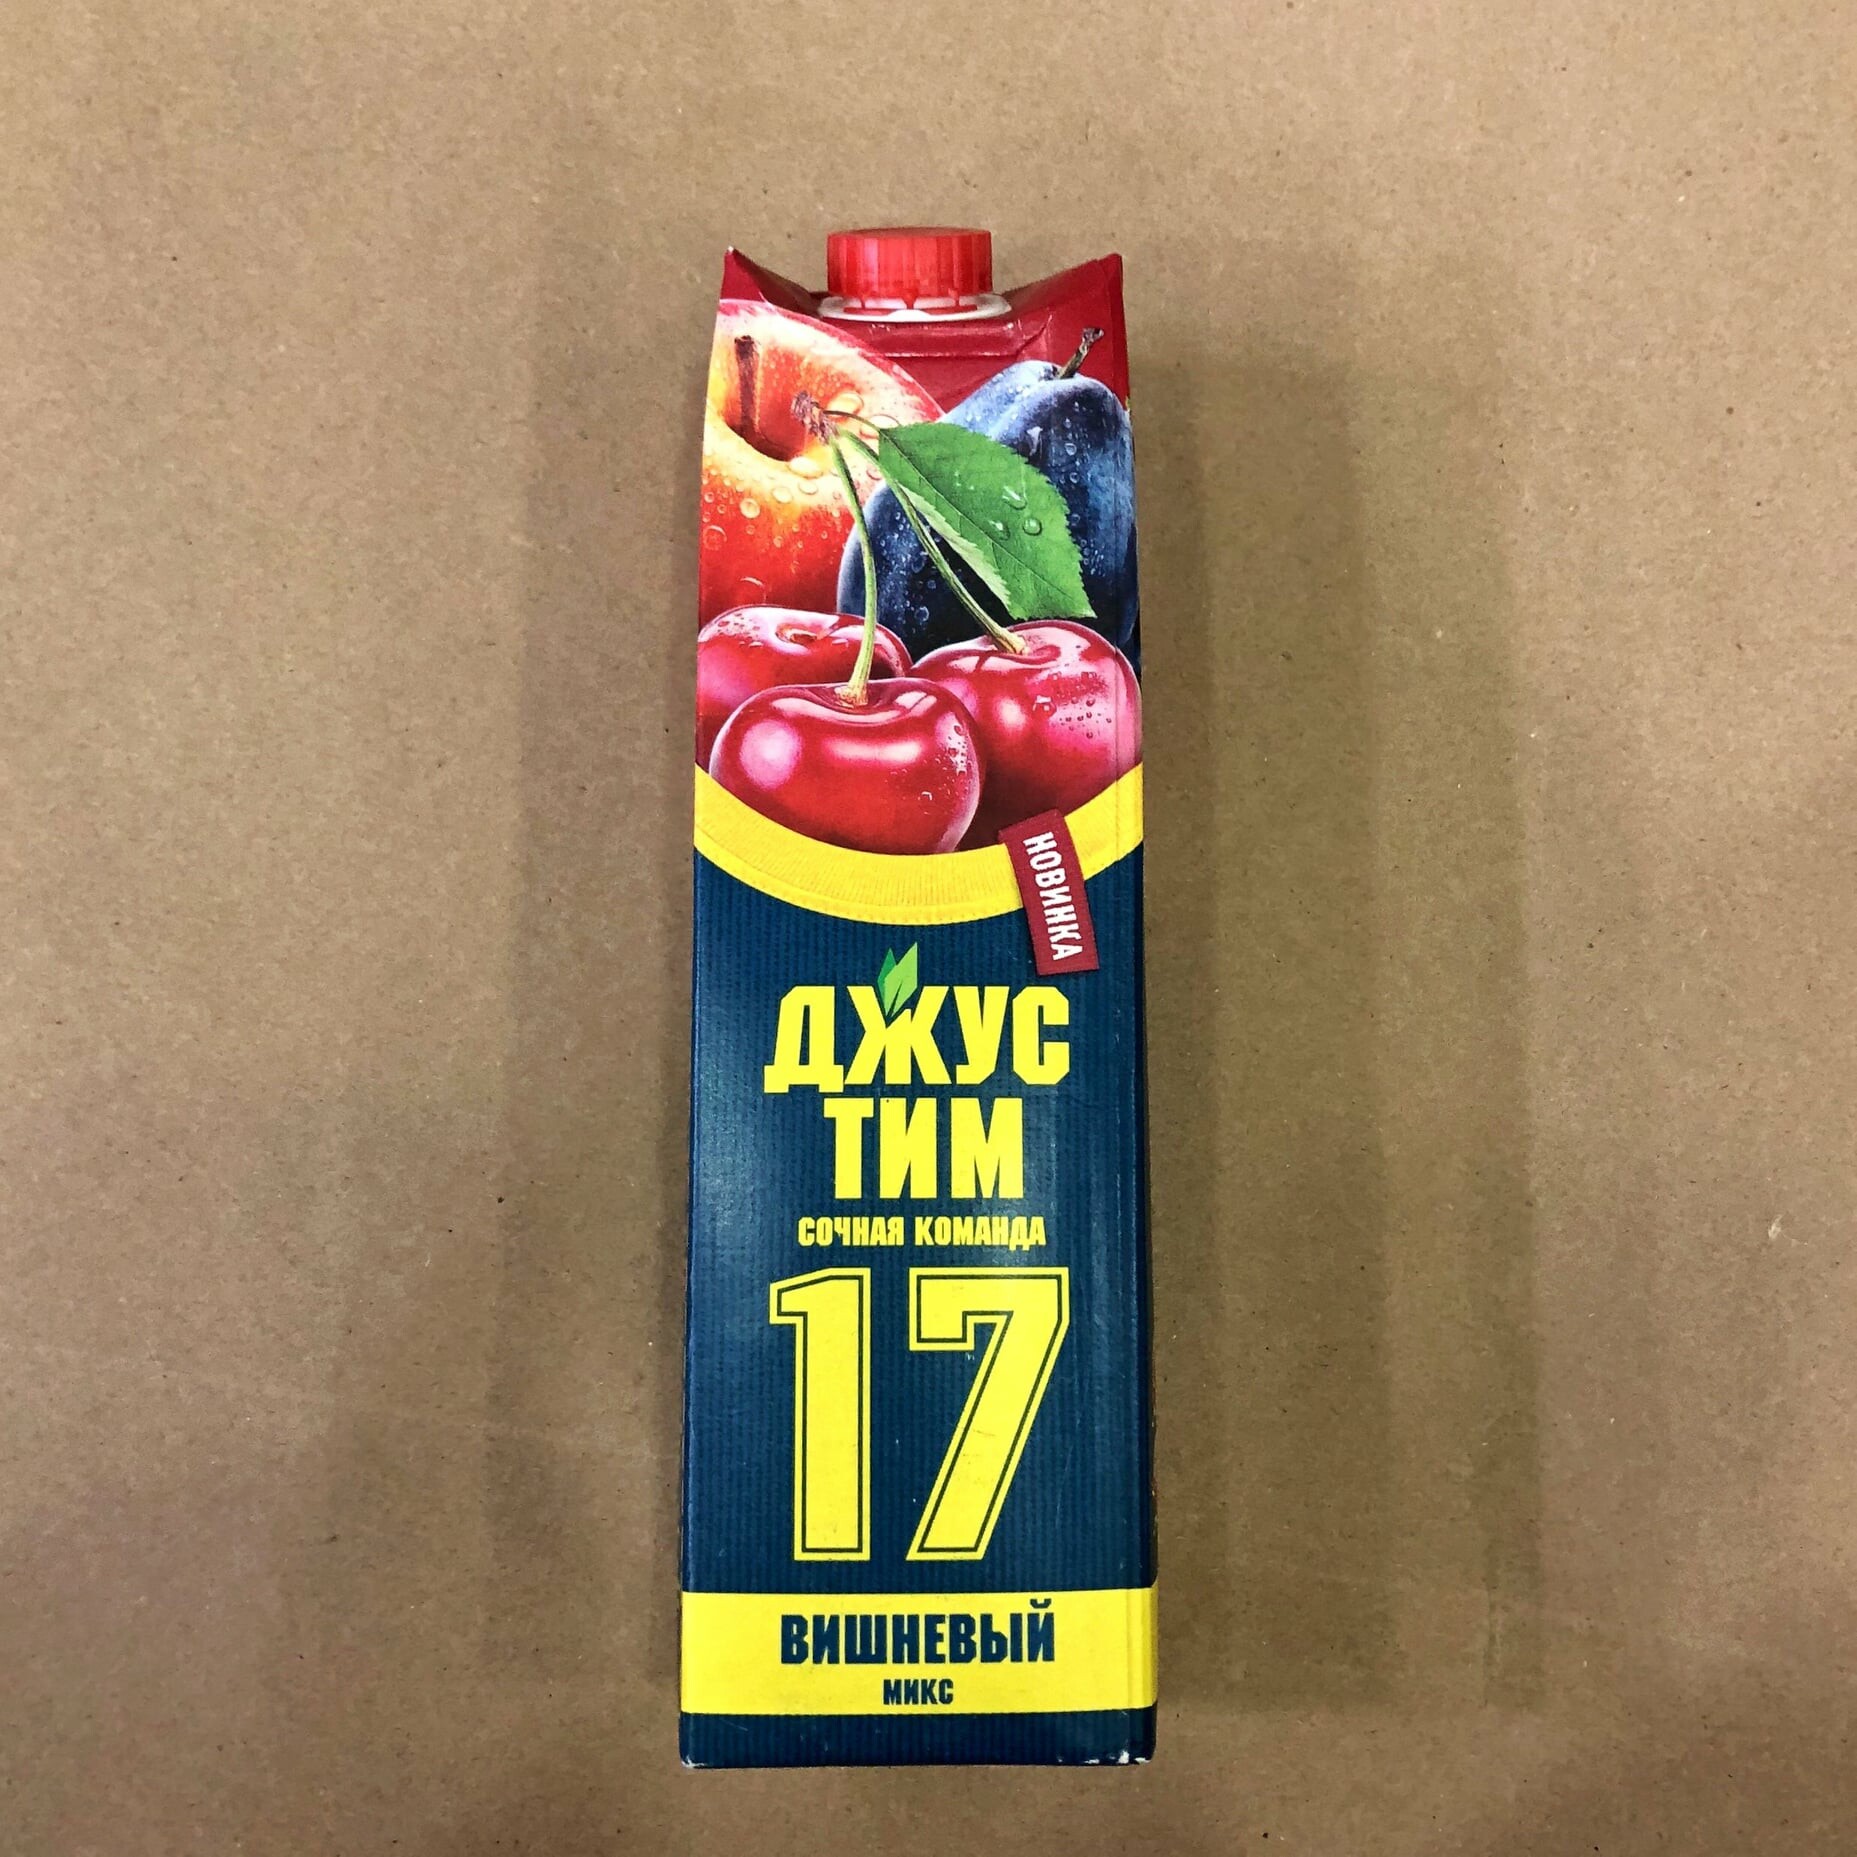 НОВИНКА
ДЖУС
ТИМ
СОЧНАЯ КОМАНДА
17
ВИШНЕВЫЙ
МИКС